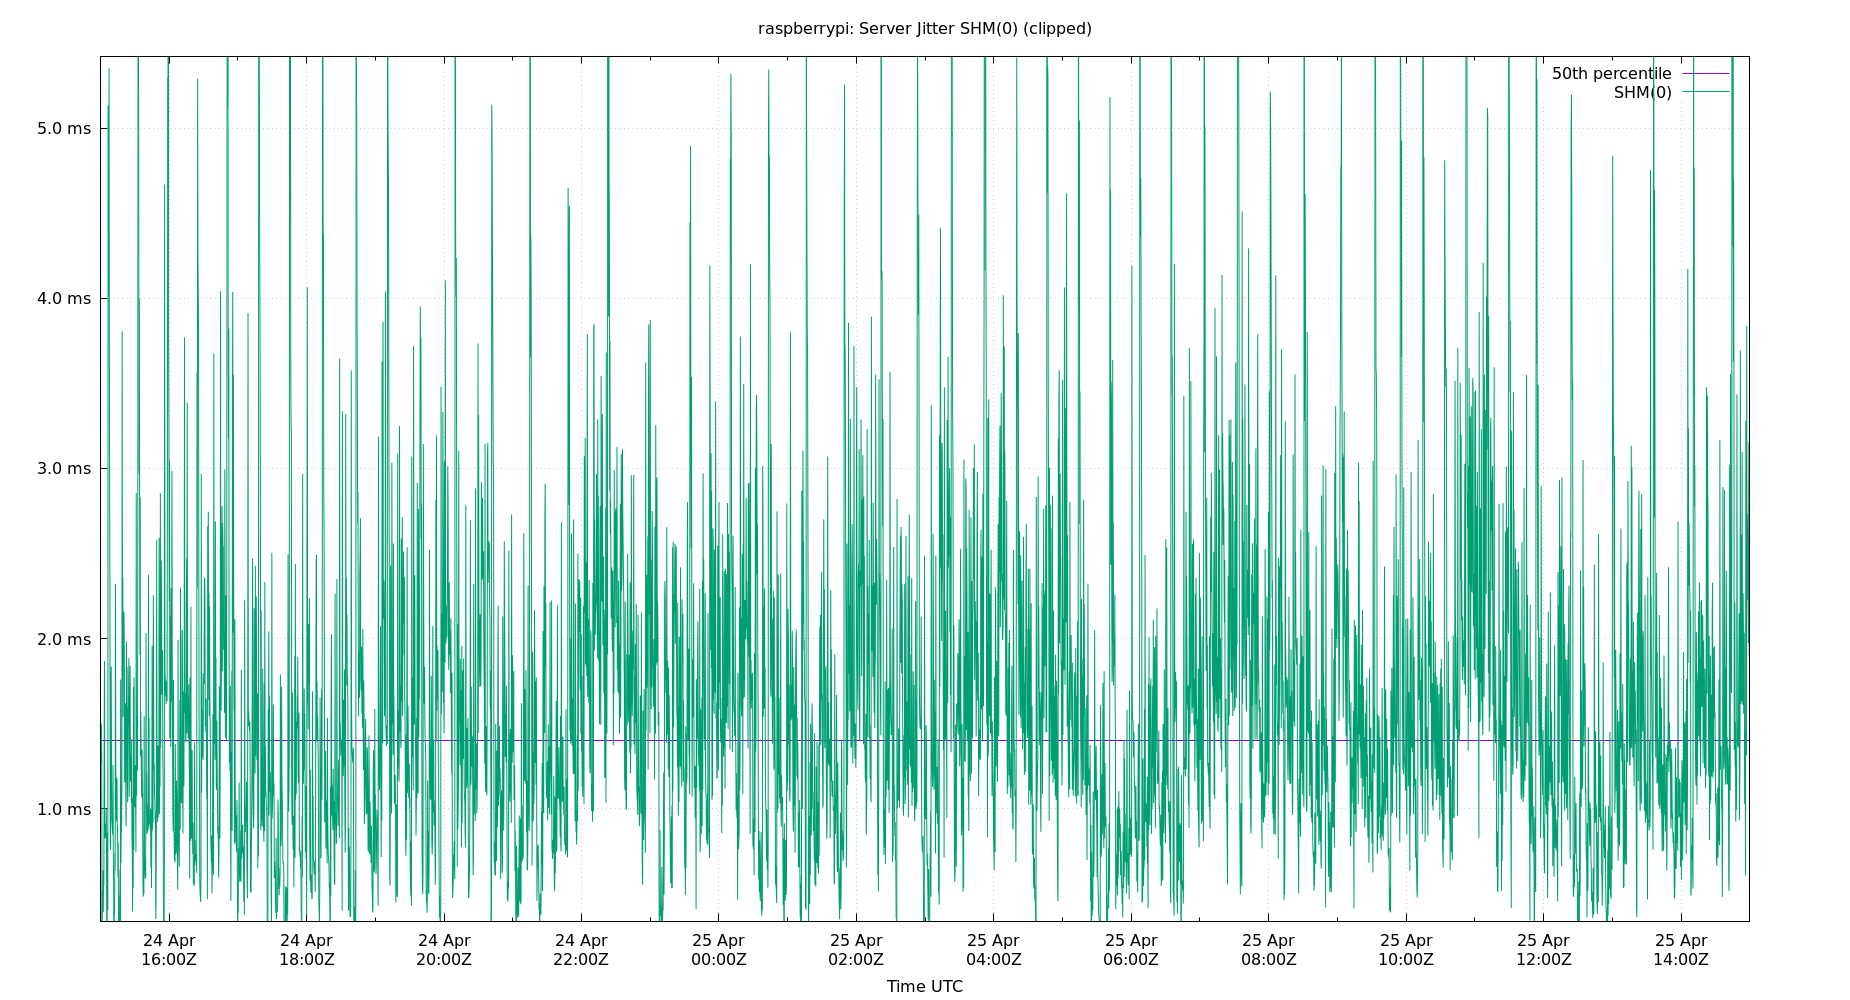 raspberrypi: Server Jitter SHM(0) (clipped)
50th percentile
SHM(0)
5.0 ms
4.0 ms
3.0 ms
2.0 ms
1.0 ms
24 Apr 24 Apr 24 Apr 24 Apr 25 Apr 25 Apr 25 Apr 25 Apr 25 Apr 25 Apr 25 Apr 25 Apr
16:00Z 18:00Z 20:00Z 22:00Z 00:00Z 02:00Z 04:00Z 06:00Z 08:00Z 10:00Z 12:00Z 14:00Z
Time UTC